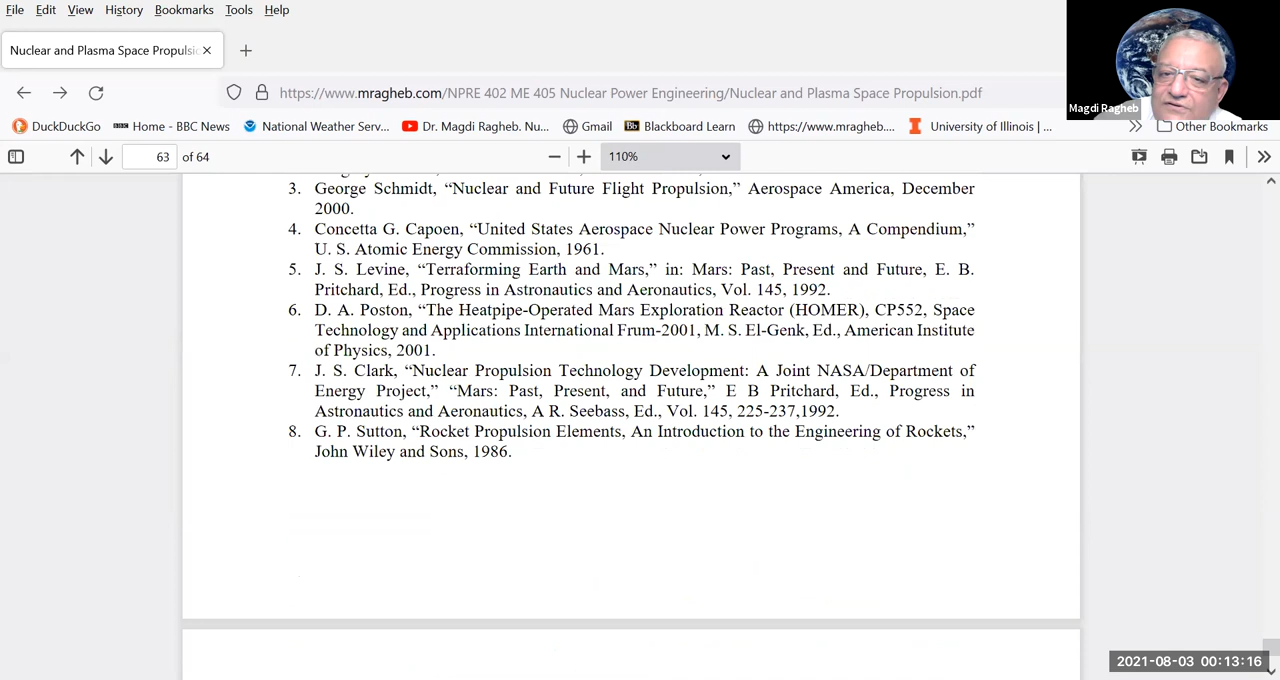 File Edit View History Bookmarks Tools Help
Nuclear and Plasma Space Propulsi
https://www.mragheb.com/NPRE 402 ME 405 Nuclear Power Engineering/Nuclear and Plasma Space Propulsion.pdf
Magdi Ragheb
DuckDuckGo BBC Home - BBC News National Weather Serv... Dr. Magdi Ragheb. Nu... Gmail Bb Blackboard Learn https://www.mragheb.... University of Illinois |... Other Bookmarks
63 of 64 110%
3. George Schmidt, “Nuclear and Future Flight Propulsion,” Aerospace America, December
2000.
4. Concetta G. Capoen, “United States Aerospace Nuclear Power Programs, A Compendium,”
U. S. Atomic Energy Commission, 1961.
5. J. S. Levine, “Terraforming Earth and Mars,” in: Mars: Past, Present and Future, E. B.
Pritchard, Ed., Progress in Astronautics and Aeronautics, Vol. 145, 1992.
6. D. A. Poston, “The Heatpipe-Operated Mars Exploration Reactor (HOMER), CP552, Space
Technology and Applications International Frum-2001, M. S. El-Genk, Ed., American Institute
of Physics, 2001.
7. J. S. Clark, “Nuclear Propulsion Technology Development: A Joint NASA/Department of
Energy Project,” “Mars: Past, Present, and Future,” E B Pritchard, Ed., Progress in
Astronautics and Aeronautics, A R. Seebass, Ed., Vol. 145, 225-237,1992.
8. G. P. Sutton, “Rocket Propulsion Elements, An Introduction to the Engineering of Rockets,”
John Wiley and Sons, 1986.
2021-08-03 00:13:16